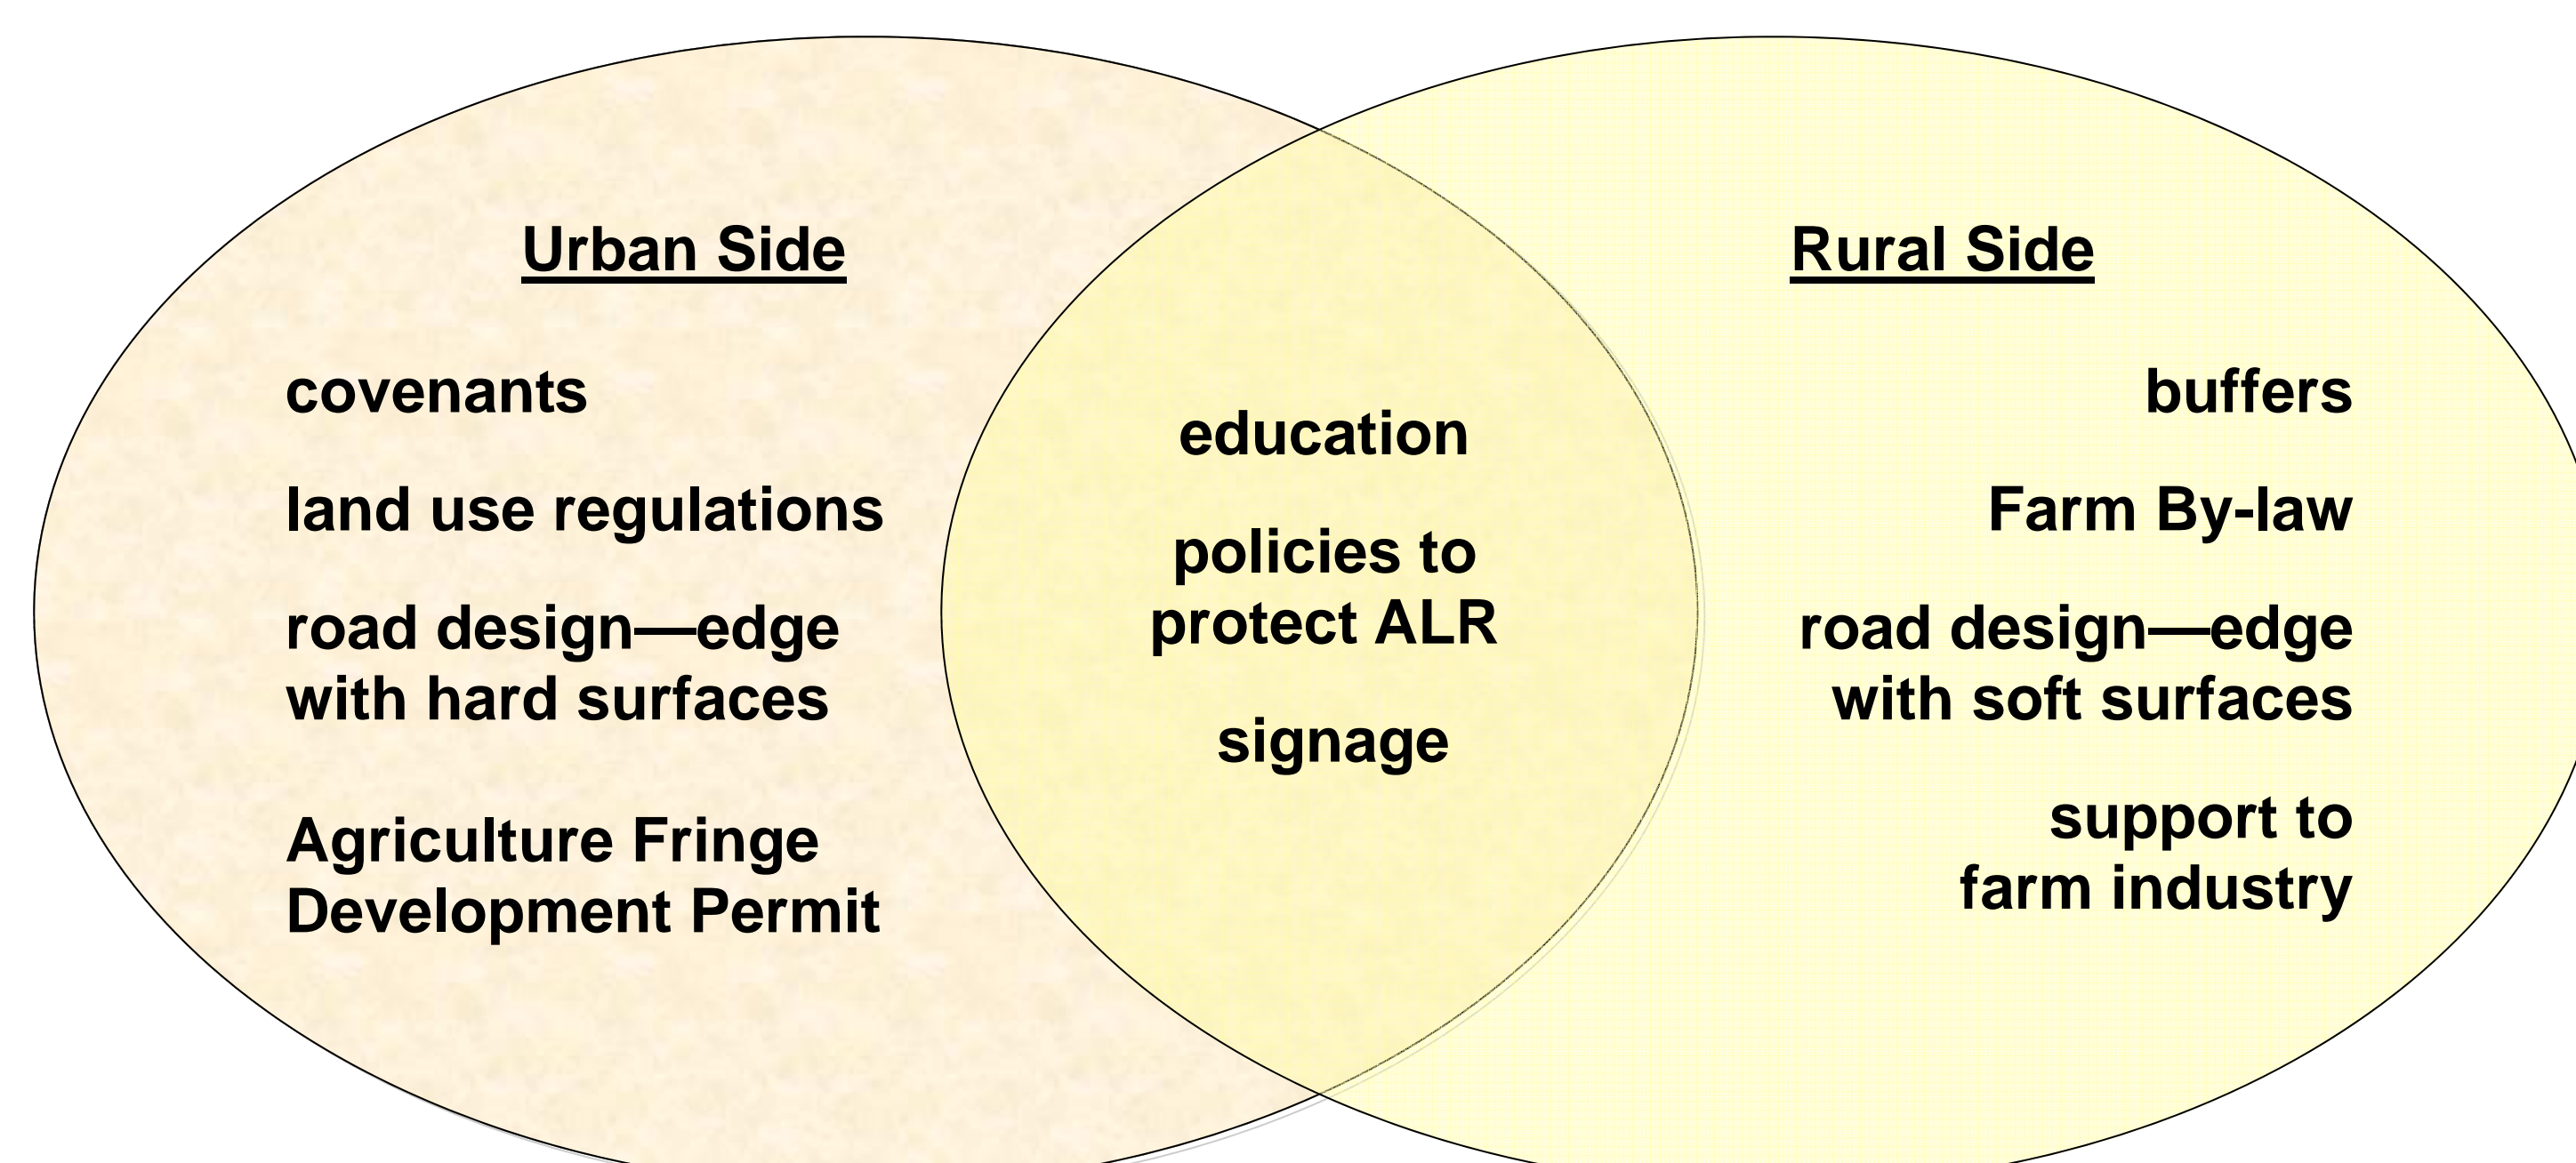 Urban Side
covenants
land use regulations
road design—edge
with hard surfaces
Agriculture Fringe
Development Permit
education
policies to
protect ALR
signage
Rural Side
buffers
Farm By-law
road design—edge
with soft surfaces
support to
farm industry